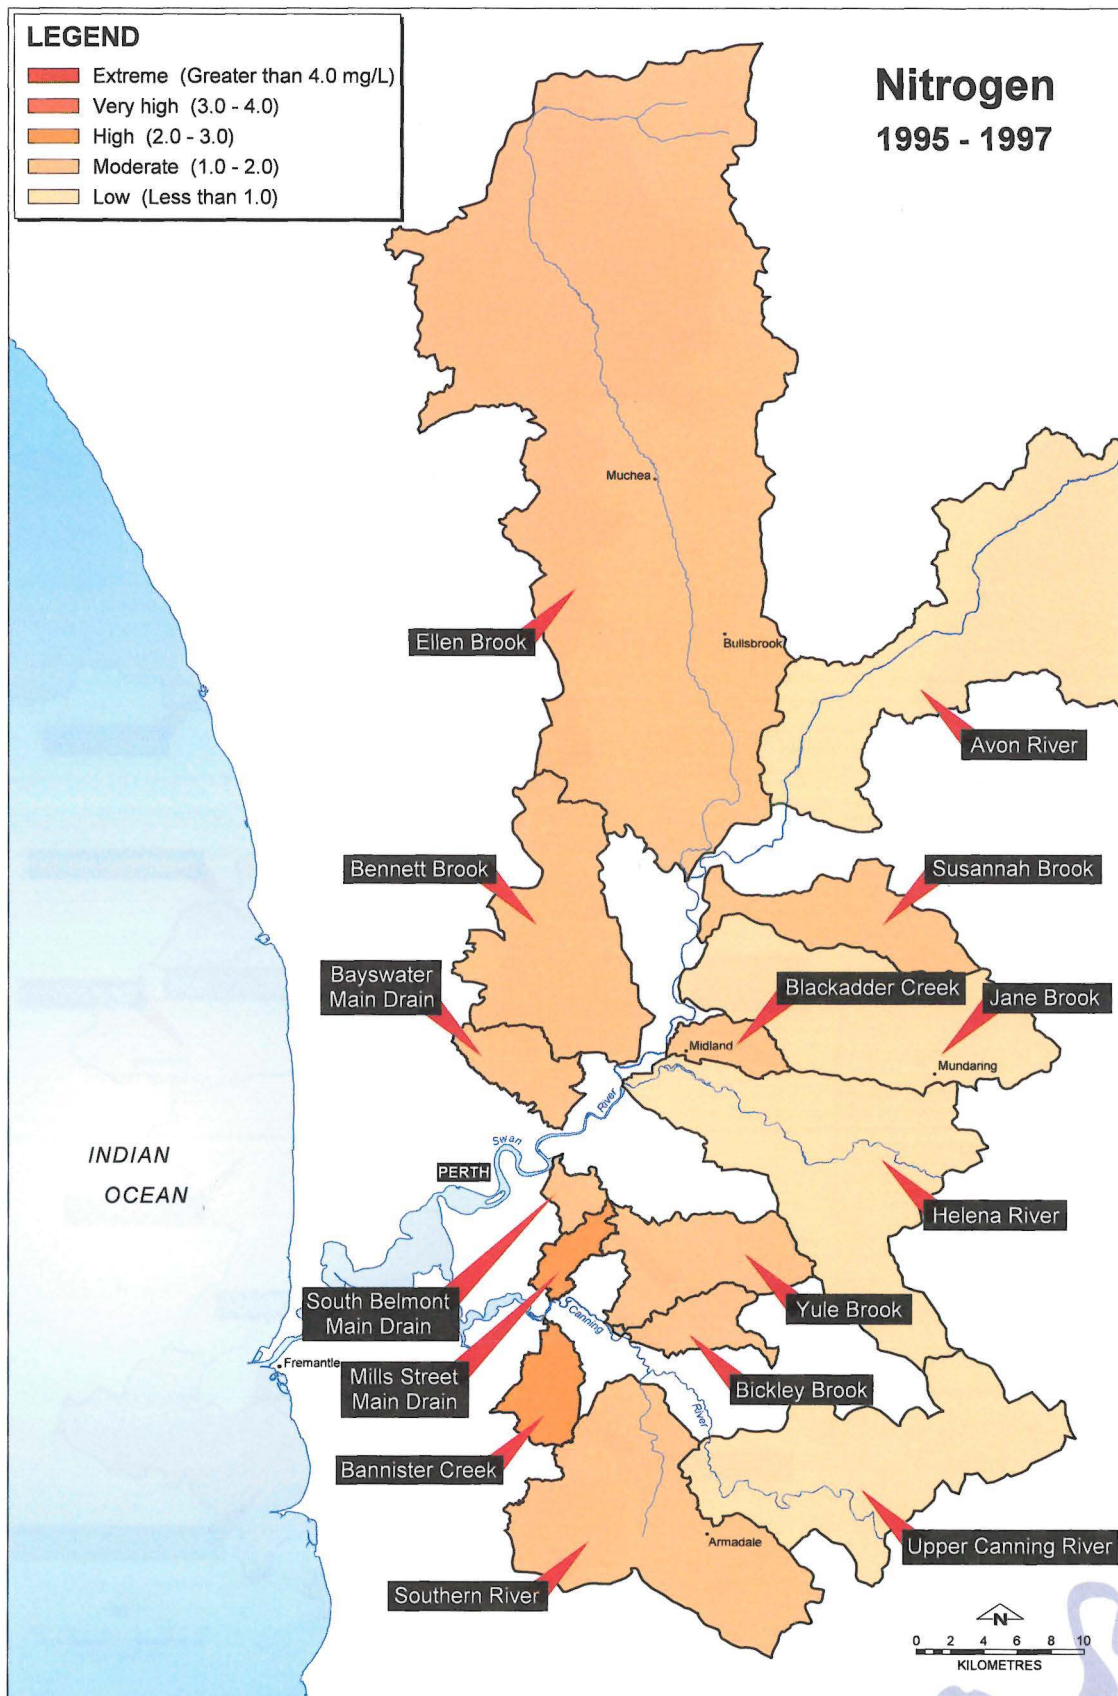 LEGEND
Extreme (Greater than 4.0 mg/L)
Very high (3.0 - 4.0)
High (2.0 - 3.0)
Moderate (1.0 - 2.0)
Low (Less than 1.0)
Nitrogen
1995 - 1997
Muchea
Ellen Brook
Bullsbrook
Avon River
Bennett Brook
Susannah Brook
Bayswater
Main Drain
Blackadder Creek
Jane Brook
Midland
Mundaring
River
Swan
INDIAN
OCEAN
PERTH
Helena River
South Belmont
Main Drain
Yule Brook
Canning
Fremantle
Mills Street
Main Drain
Bickley Brook
River
Bannister Creek
Armadale
Upper Canning River
Southern River
N
0 2 4 6 8 10
KILOMETRES